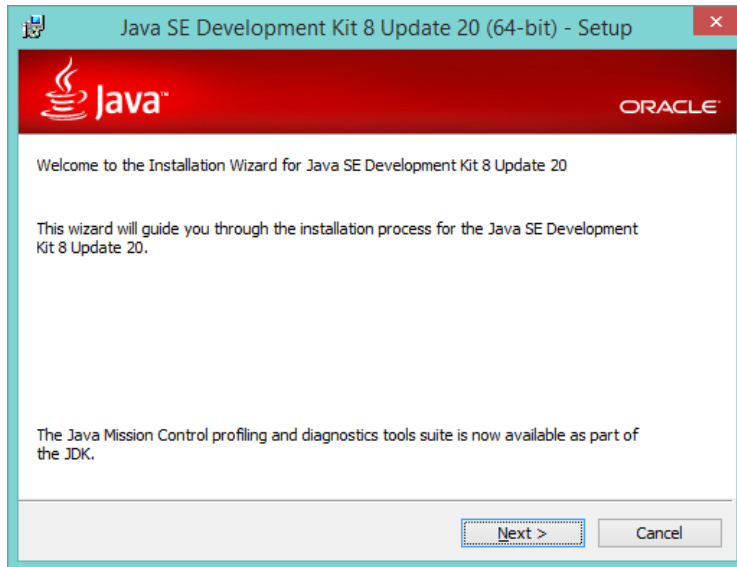 Java SE Development Kit 8 Update 20 (64-bit) - Setup
Java™
ORACLE®
Welcome to the Installation Wizard for Java SE Development Kit 8 Update 20
This wizard will guide you through the installation process for the Java SE Development
Kit 8 Update 20.
The Java Mission Control profiling and diagnostics tools suite is now available as part of
the JDK.
Next >
Cancel